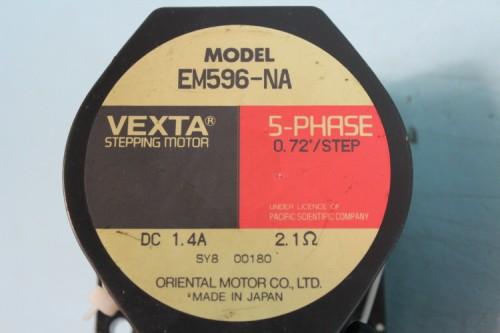 MODEL
EM596-NA
VEXTA®
STEPPING MOTOR
5-PHASE
0.72°/STEP
UNDER LICENCE OF
PACIFIC SCIENTIFIC COMPANY
DC 1.4A 2.1Ω
SY8 00180
ORIENTAL MOTOR CO., LTD.
MADE IN JAPAN